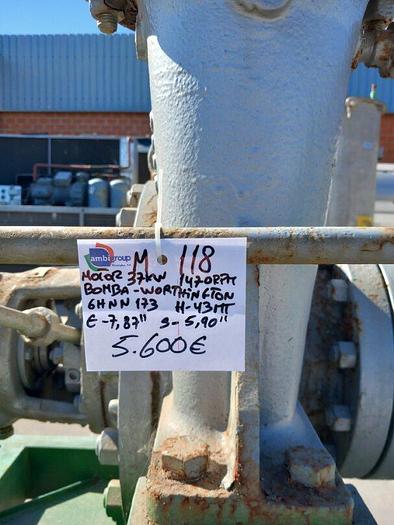 ambigroup
M 118
MOTOR 37KW 1470RPM
BOMBA-WORTHINGTON
6HNN 173 H-43MT
E-7,87" S-5,90"
5.600€